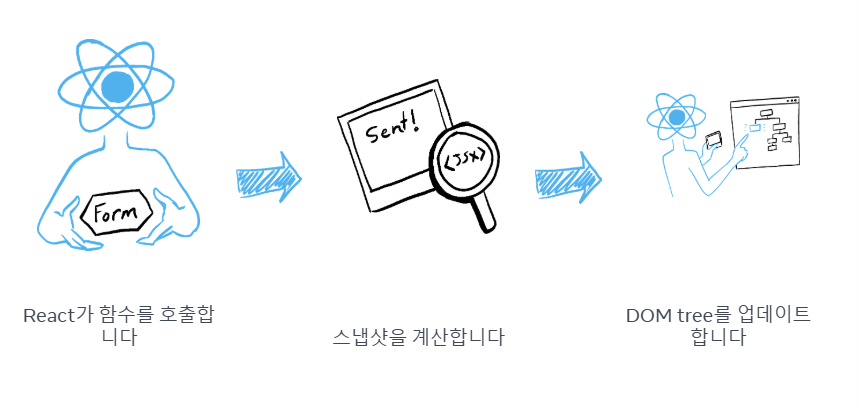 Form
Sent!
<JSX>
React가 함수를 호출합
니다
스냅샷을 계산합니다
DOM tree를 업데이트
합니다